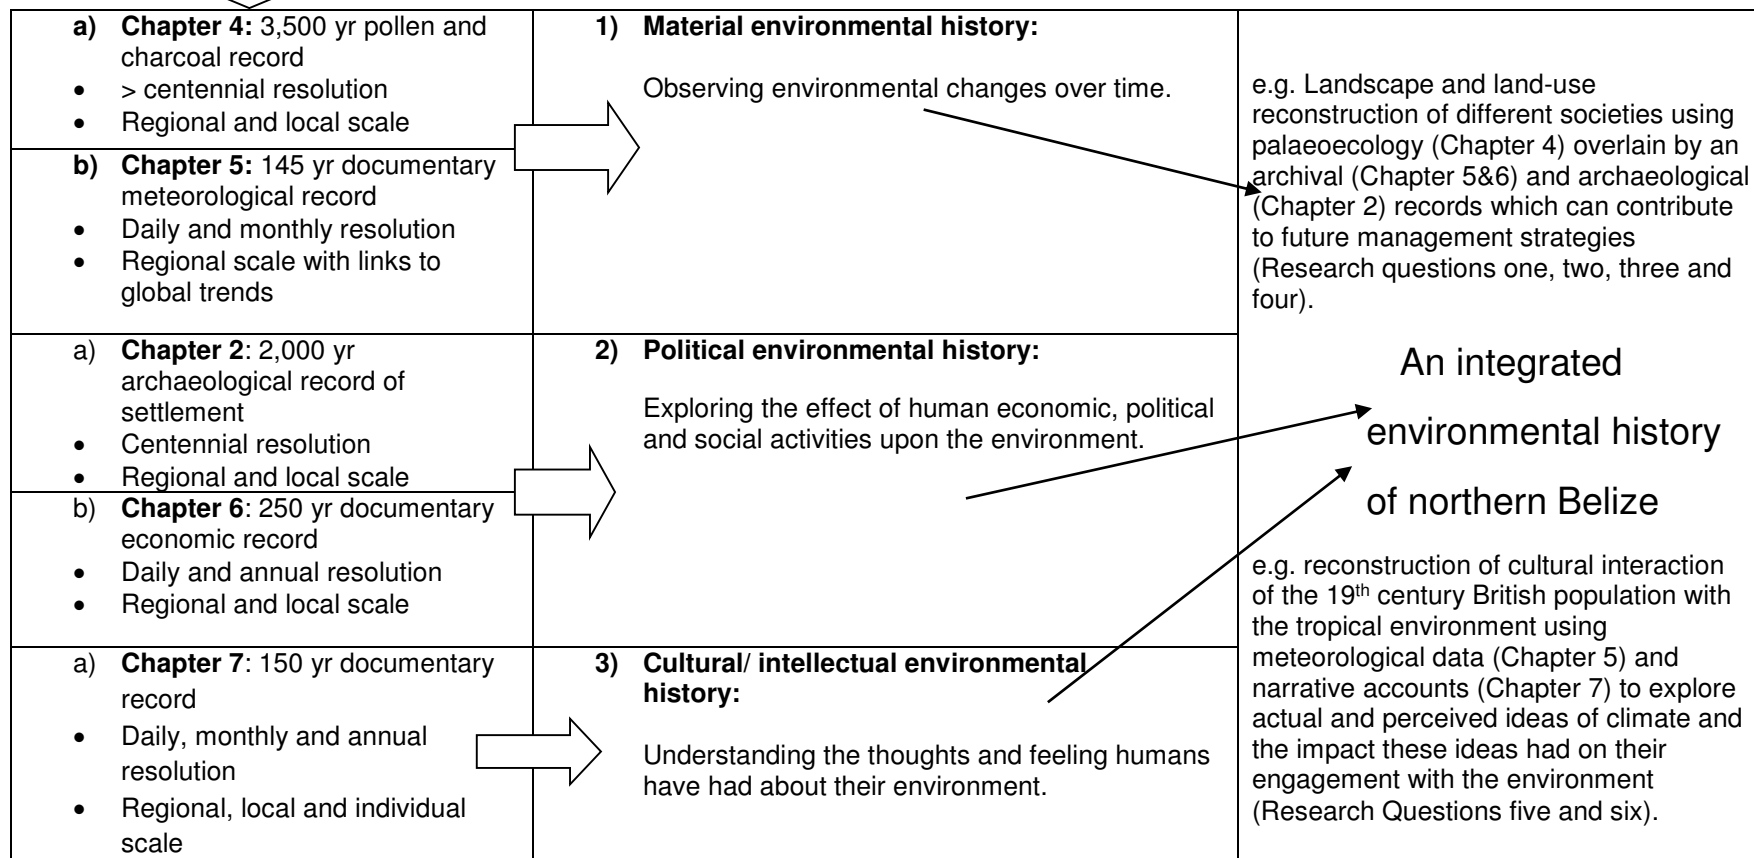 a) Chapter 4: 3,500 yr pollen and
charcoal record
• > centennial resolution
• Regional and local scale
b) Chapter 5: 145 yr documentary
meteorological record
• Daily and monthly resolution
• Regional scale with links to
global trends
a) Chapter 2: 2,000 yr
archaeological record of
settlement
• Centennial resolution
• Regional and local scale
b) Chapter 6: 250 yr documentary
economic record
• Daily and annual resolution
• Regional and local scale
a) Chapter 7: 150 yr documentary
record
• Daily, monthly and annual
resolution
• Regional, local and individual
scale
1) Material environmental history:
Observing environmental changes over time.
2) Political environmental history:
Exploring the effect of human economic, political
and social activities upon the environment.
3) Cultural/ intellectual environmental
history:
Understanding the thoughts and feeling humans
have had about their environment.
e.g. Landscape and land-use
reconstruction of different societies using
palaeoecology (Chapter 4) overlain by an
archival (Chapter 5&6) and archaeological
(Chapter 2) records which can contribute
to future management strategies
(Research questions one, two, three and
four).
An integrated
environmental history
of northern Belize
e.g. reconstruction of cultural interaction
of the 19th century British population with
the tropical environment using
meteorological data (Chapter 5) and
narrative accounts (Chapter 7) to explore
actual and perceived ideas of climate and
the impact these ideas had on their
engagement with the environment
(Research Questions five and six).